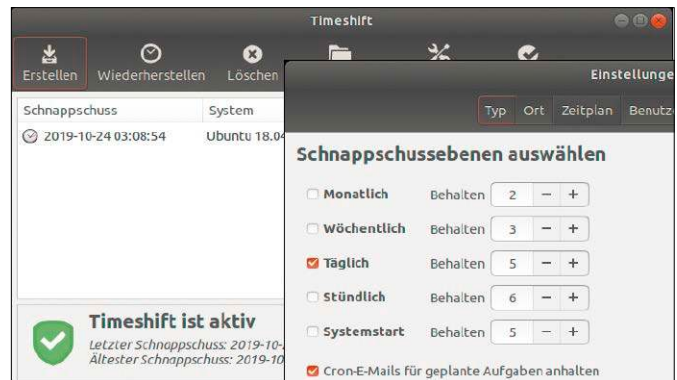 Timeshift
Erstellen Wiederherstellen Löschen
Schnappschuss System
2019-10-24 03:08:54 Ubuntu 18.04
Timeshift ist aktiv
Letzter Schnappschuss: 2019-10-
Ältester Schnappschuss: 2019-10
Einstellunge
Typ Ort Zeitplan Benutz
Schnappschussebenen auswählen
Monatlich Behalten 2 − +
Wöchentlich Behalten 3 − +
Täglich Behalten 5 − +
Stündlich Behalten 6 − +
Systemstart Behalten 5 − +
Cron-E-Mails für geplante Aufgaben anhalten